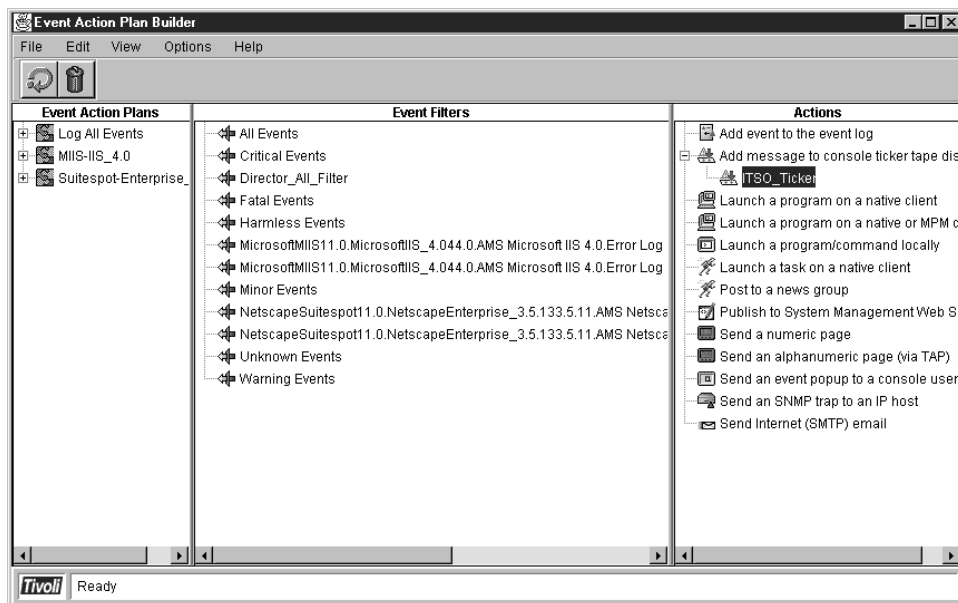 Event Action Plan Builder
File Edit View Options Help
Event Action Plans
Log All Events
MIIS-IIS_4.0
Suitespot-Enterprise_
Event Filters
All Events
Critical Events
Director_All_Filter
Fatal Events
Harmless Events
MicrosoftMIIS11.0.MicrosoftIIS_4.044.0.AMS Microsoft IIS 4.0.Error Log
MicrosoftMIIS11.0.MicrosoftIIS_4.044.0.AMS Microsoft IIS 4.0.Error Log
Minor Events
NetscapeSuitespot11.0.NetscapeEnterprise_3.5.133.5.11.AMS Netsca
NetscapeSuitespot11.0.NetscapeEnterprise_3.5.133.5.11.AMS Netsca
Unknown Events
Warning Events
Actions
Add event to the event log
Add message to console ticker tape dis
ITSO_Ticker
Launch a program on a native client
Launch a program on a native or MPM c
Launch a program/command locally
Launch a task on a native client
Post to a news group
Publish to System Management Web S
Send a numeric page
Send an alphanumeric page (via TAP)
Send an event popup to a console user
Send an SNMP trap to an IP host
Send Internet (SMTP) email
Tivoli Ready